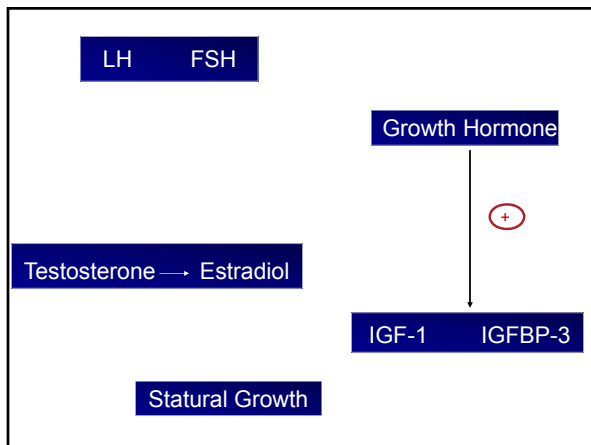 LH FSH
Growth Hormone
+
Testosterone → Estradiol
IGF-1 IGFBP-3
Statural Growth